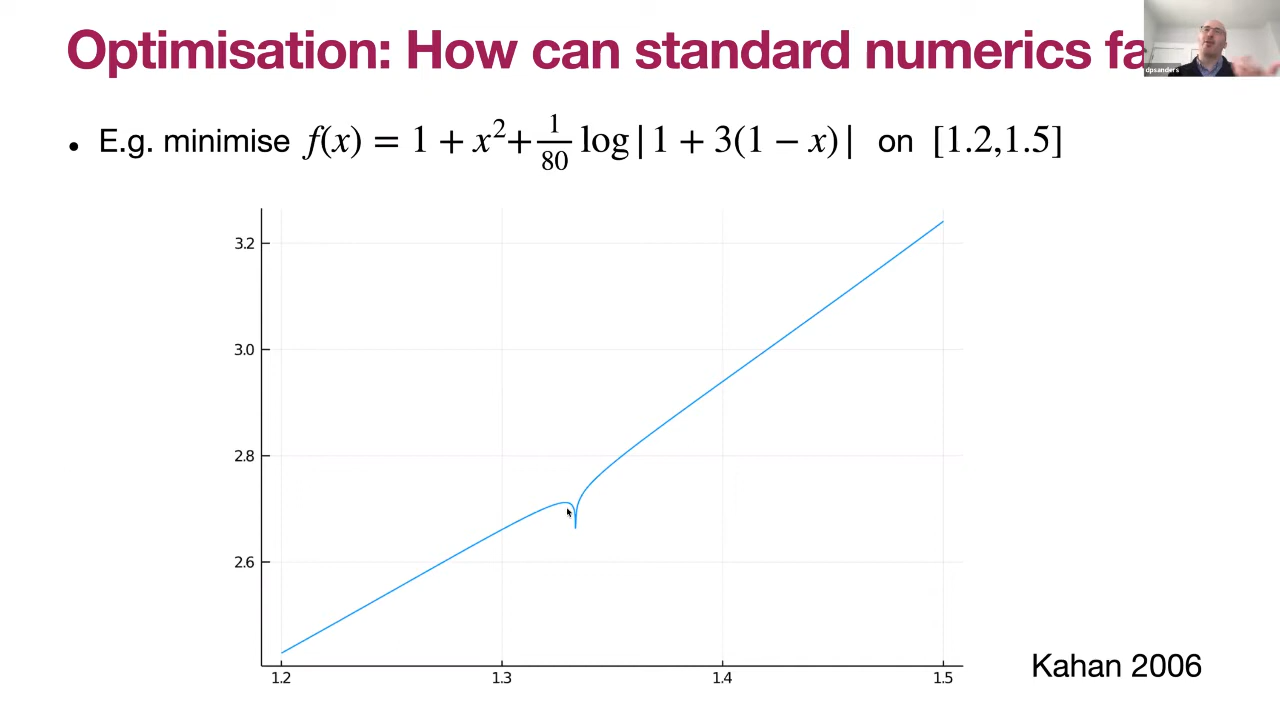 Optimisation: How can standard numerics fa
dpsanders
• E.g. minimise f(x) = 1 + x² + 1/80 log|1 + 3(1 − x)| on [1.2,1.5]
3.2
3.0
2.8
2.6
1.2 1.3 1.4 1.5
Kahan 2006